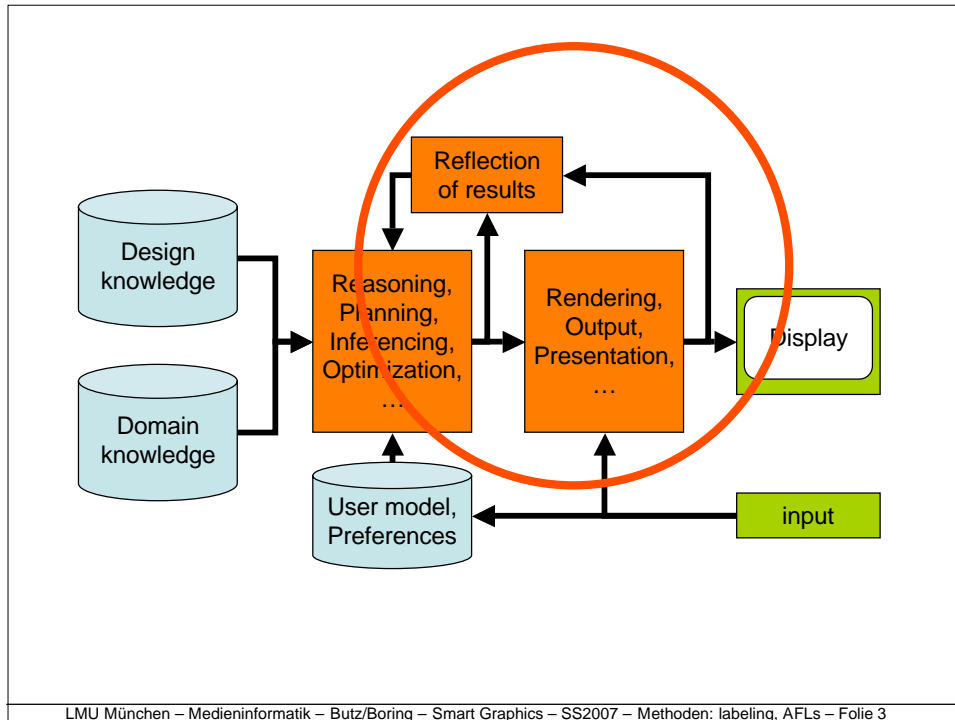 Reflection
of results
Design
knowledge
Reasoning,
Planning,
Inferencing,
Optimization,
…
Rendering,
Output,
Presentation,
…
Display
Domain
knowledge
User model,
Preferences
input
LMU München – Medieninformatik – Butz/Boring – Smart Graphics – SS2007 – Methoden: labeling, AFLs – Folie 3